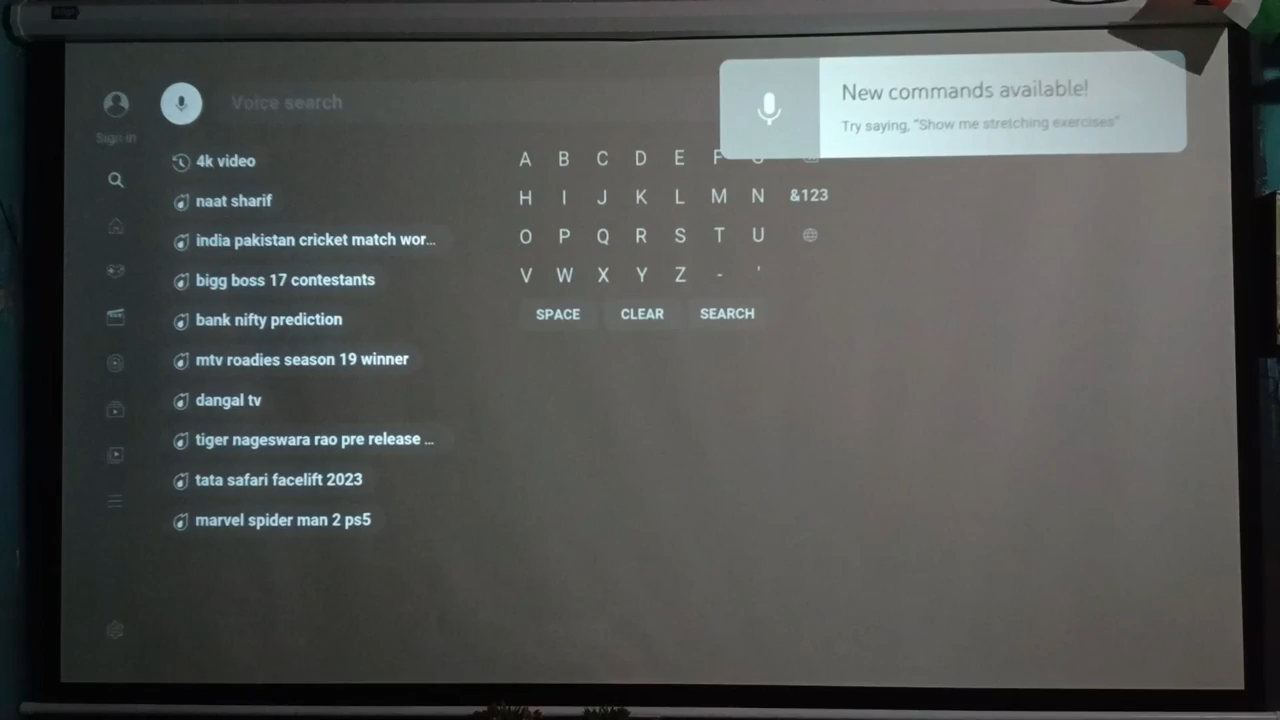 New commands available!
Try saying, "Show me stretching exercises"
Voice search
Sign in
4k video
naat sharif
india pakistan cricket match wor...
bigg boss 17 contestants
bank nifty prediction
mtv roadies season 19 winner
dangal tv
tiger nageswara rao pre release ...
tata safari facelift 2023
marvel spider man 2 ps5
A B C D E F G
H I J K L M N &123
O P Q R S T U
V W X Y Z - '
SPACE CLEAR SEARCH